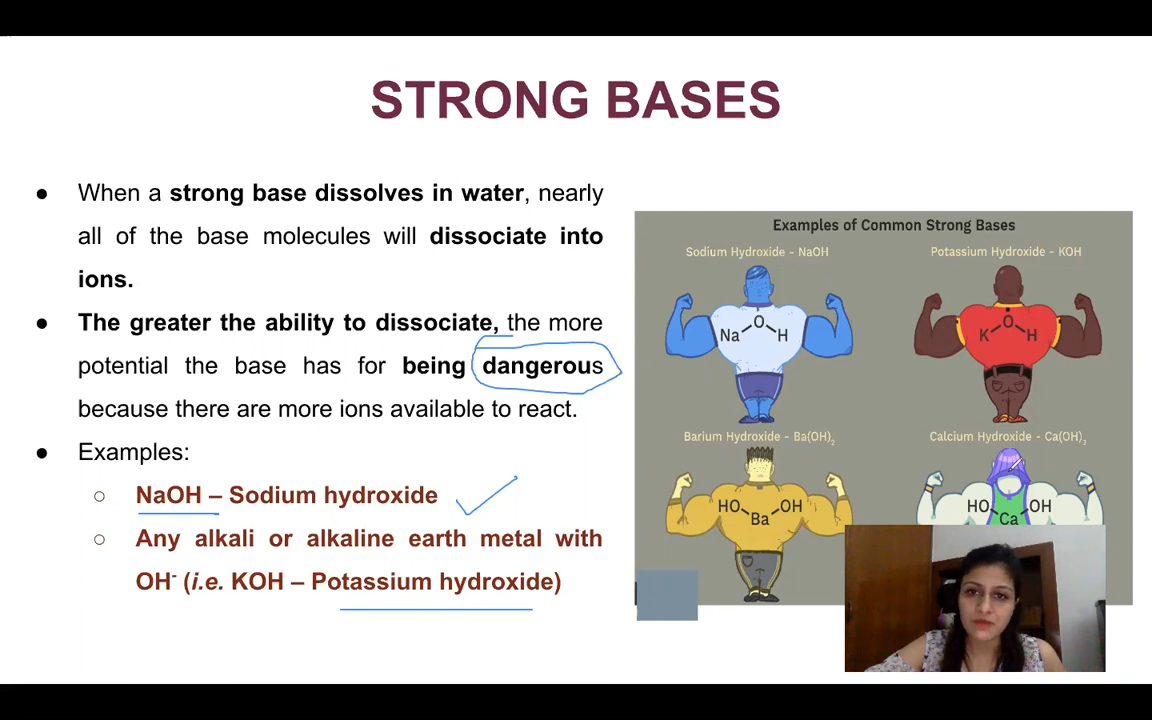 STRONG BASES
● When a strong base dissolves in water, nearly
all of the base molecules will dissociate into
ions.
● The greater the ability to dissociate, the more
potential the base has for being dangerous
because there are more ions available to react.
● Examples:
○ NaOH – Sodium hydroxide
○ Any alkali or alkaline earth metal with
OH⁻ (i.e. KOH – Potassium hydroxide)
Examples of Common Strong Bases
Sodium Hydroxide - NaOH
Na O H
Potassium Hydroxide - KOH
K O H
Barium Hydroxide - Ba(OH)₂
HO Ba OH
Calcium Hydroxide - Ca(OH)₂
HO Ca OH